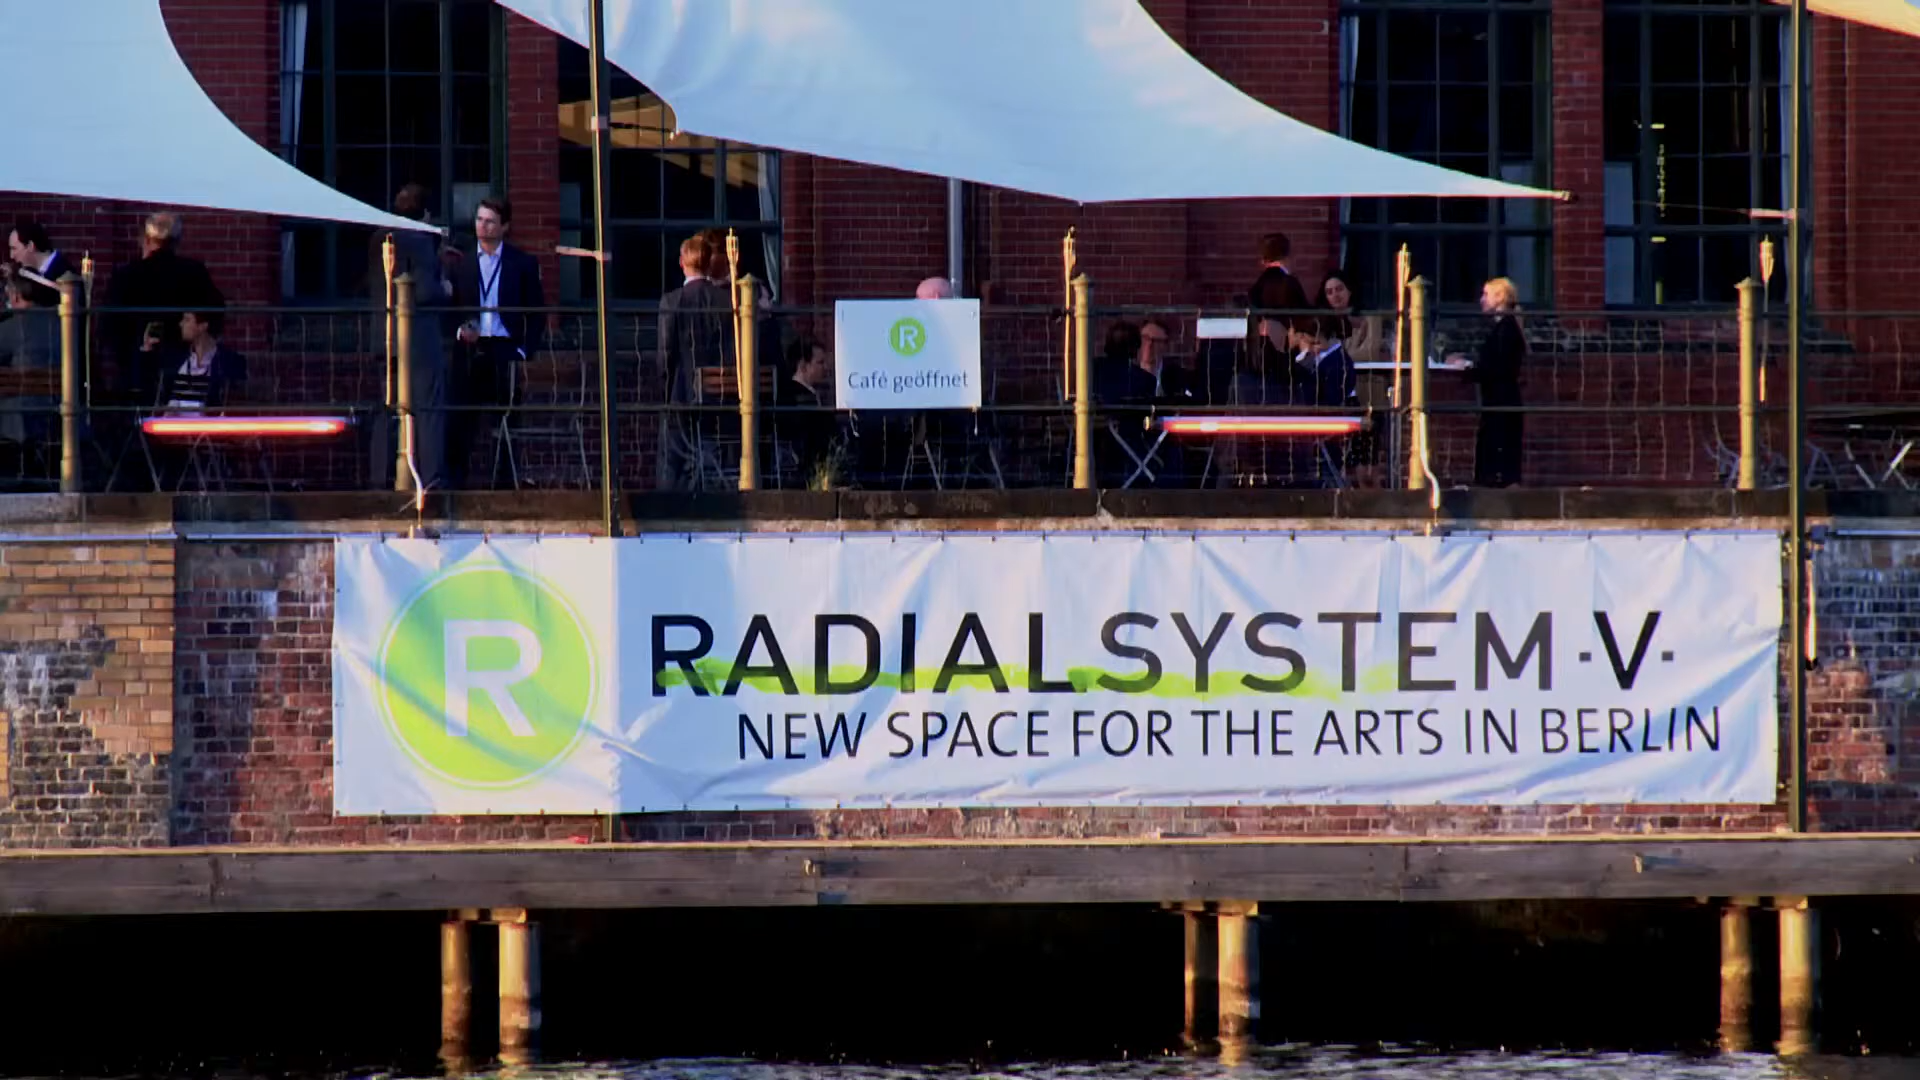 R
Café geöffnet
R
RADIALSYSTEM·V·
NEW SPACE FOR THE ARTS IN BERLIN